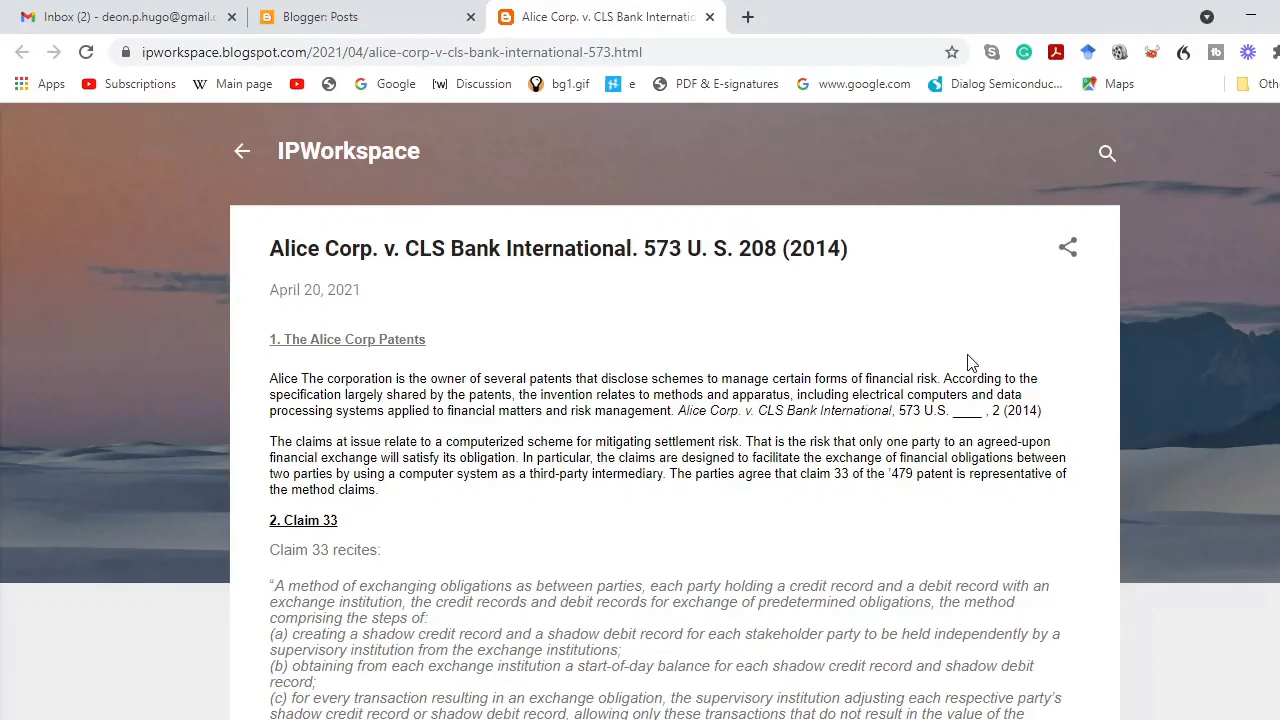 Inbox (2) - deon.p.hugo@gmail.c
Blogger: Posts
Alice Corp. v. CLS Bank Internatio
ipworkspace.blogspot.com/2021/04/alice-corp-v-cls-bank-international-573.html
Apps
Subscriptions
Main page
Google
[w] Discussion
bg1.gif
e
PDF & E-signatures
www.google.com
Dialog Semiconduc...
Maps
Oth
IPWorkspace
Alice Corp. v. CLS Bank International. 573 U. S. 208 (2014)
April 20, 2021
1. The Alice Corp Patents
Alice The corporation is the owner of several patents that disclose schemes to manage certain forms of financial risk. According to the
specification largely shared by the patents, the invention relates to methods and apparatus, including electrical computers and data
processing systems applied to financial matters and risk management. Alice Corp. v. CLS Bank International, 573 U.S. ____ , 2 (2014)
The claims at issue relate to a computerized scheme for mitigating settlement risk. That is the risk that only one party to an agreed-upon
financial exchange will satisfy its obligation. In particular, the claims are designed to facilitate the exchange of financial obligations between
two parties by using a computer system as a third-party intermediary. The parties agree that claim 33 of the ’479 patent is representative of
the method claims.
2. Claim 33
Claim 33 recites:
“A method of exchanging obligations as between parties, each party holding a credit record and a debit record with an
exchange institution, the credit records and debit records for exchange of predetermined obligations, the method
comprising the steps of:
(a) creating a shadow credit record and a shadow debit record for each stakeholder party to be held independently by a
supervisory institution from the exchange institutions;
(b) obtaining from each exchange institution a start-of-day balance for each shadow credit record and shadow debit
record;
(c) for every transaction resulting in an exchange obligation, the supervisory institution adjusting each respective party’s
shadow credit record or shadow debit record, allowing only these transactions that do not result in the value of the